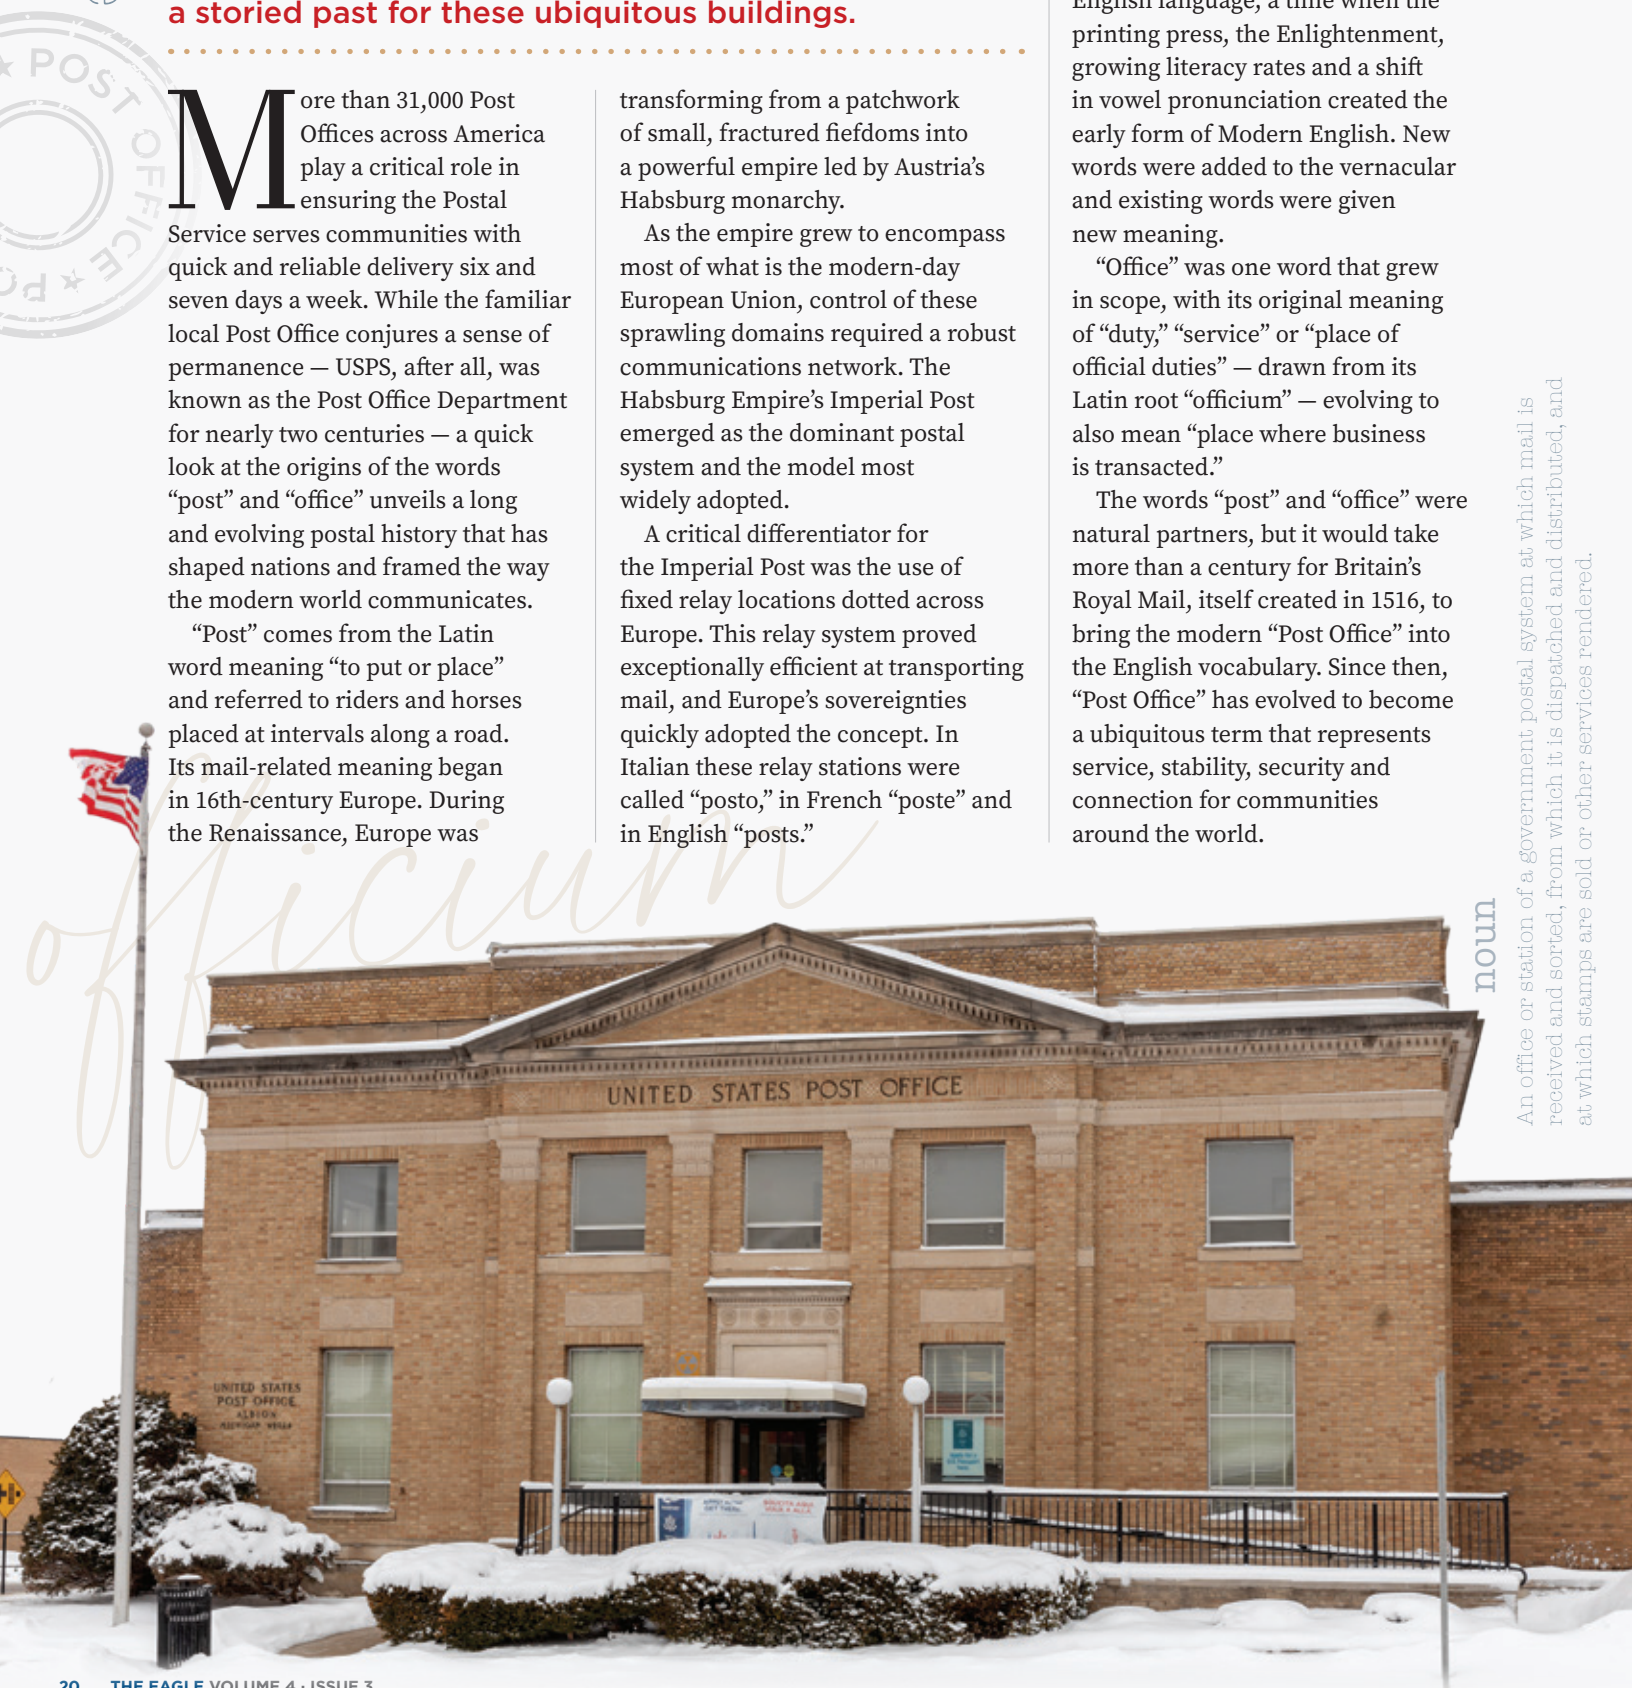 a storied past for these ubiquitous buildings.
POST OFFICE
More than 31,000 Post
Offices across America
play a critical role in
ensuring the Postal
Service serves communities with
quick and reliable delivery six and
seven days a week. While the familiar
local Post Office conjures a sense of
permanence — USPS, after all, was
known as the Post Office Department
for nearly two centuries — a quick
look at the origins of the words
“post” and “office” unveils a long
and evolving postal history that has
shaped nations and framed the way
the modern world communicates.
“Post” comes from the Latin
word meaning “to put or place”
and referred to riders and horses
placed at intervals along a road.
Its mail-related meaning began
in 16th-century Europe. During
the Renaissance, Europe was
transforming from a patchwork
of small, fractured fiefdoms into
a powerful empire led by Austria’s
Habsburg monarchy.
As the empire grew to encompass
most of what is the modern-day
European Union, control of these
sprawling domains required a robust
communications network. The
Habsburg Empire’s Imperial Post
emerged as the dominant postal
system and the model most
widely adopted.
A critical differentiator for
the Imperial Post was the use of
fixed relay locations dotted across
Europe. This relay system proved
exceptionally efficient at transporting
mail, and Europe’s sovereignties
quickly adopted the concept. In
Italian these relay stations were
called “posto,” in French “poste” and
in English “posts.”
English language, a time when the
printing press, the Enlightenment,
growing literacy rates and a shift
in vowel pronunciation created the
early form of Modern English. New
words were added to the vernacular
and existing words were given
new meaning.
“Office” was one word that grew
in scope, with its original meaning
of “duty,” “service” or “place of
official duties” — drawn from its
Latin root “officium” — evolving to
also mean “place where business
is transacted.”
The words “post” and “office” were
natural partners, but it would take
more than a century for Britain’s
Royal Mail, itself created in 1516, to
bring the modern “Post Office” into
the English vocabulary. Since then,
“Post Office” has evolved to become
a ubiquitous term that represents
service, stability, security and
connection for communities
around the world.
noun
An office or station of a government postal system at which mail is
received and sorted, from which it is dispatched and distributed, and
at which stamps are sold or other services rendered.
officium
UNITED STATES POST OFFICE
UNITED STATES
POST OFFICE
ALBION
MICHIGAN
20 THE EAGLE VOLUME 4 · ISSUE 3